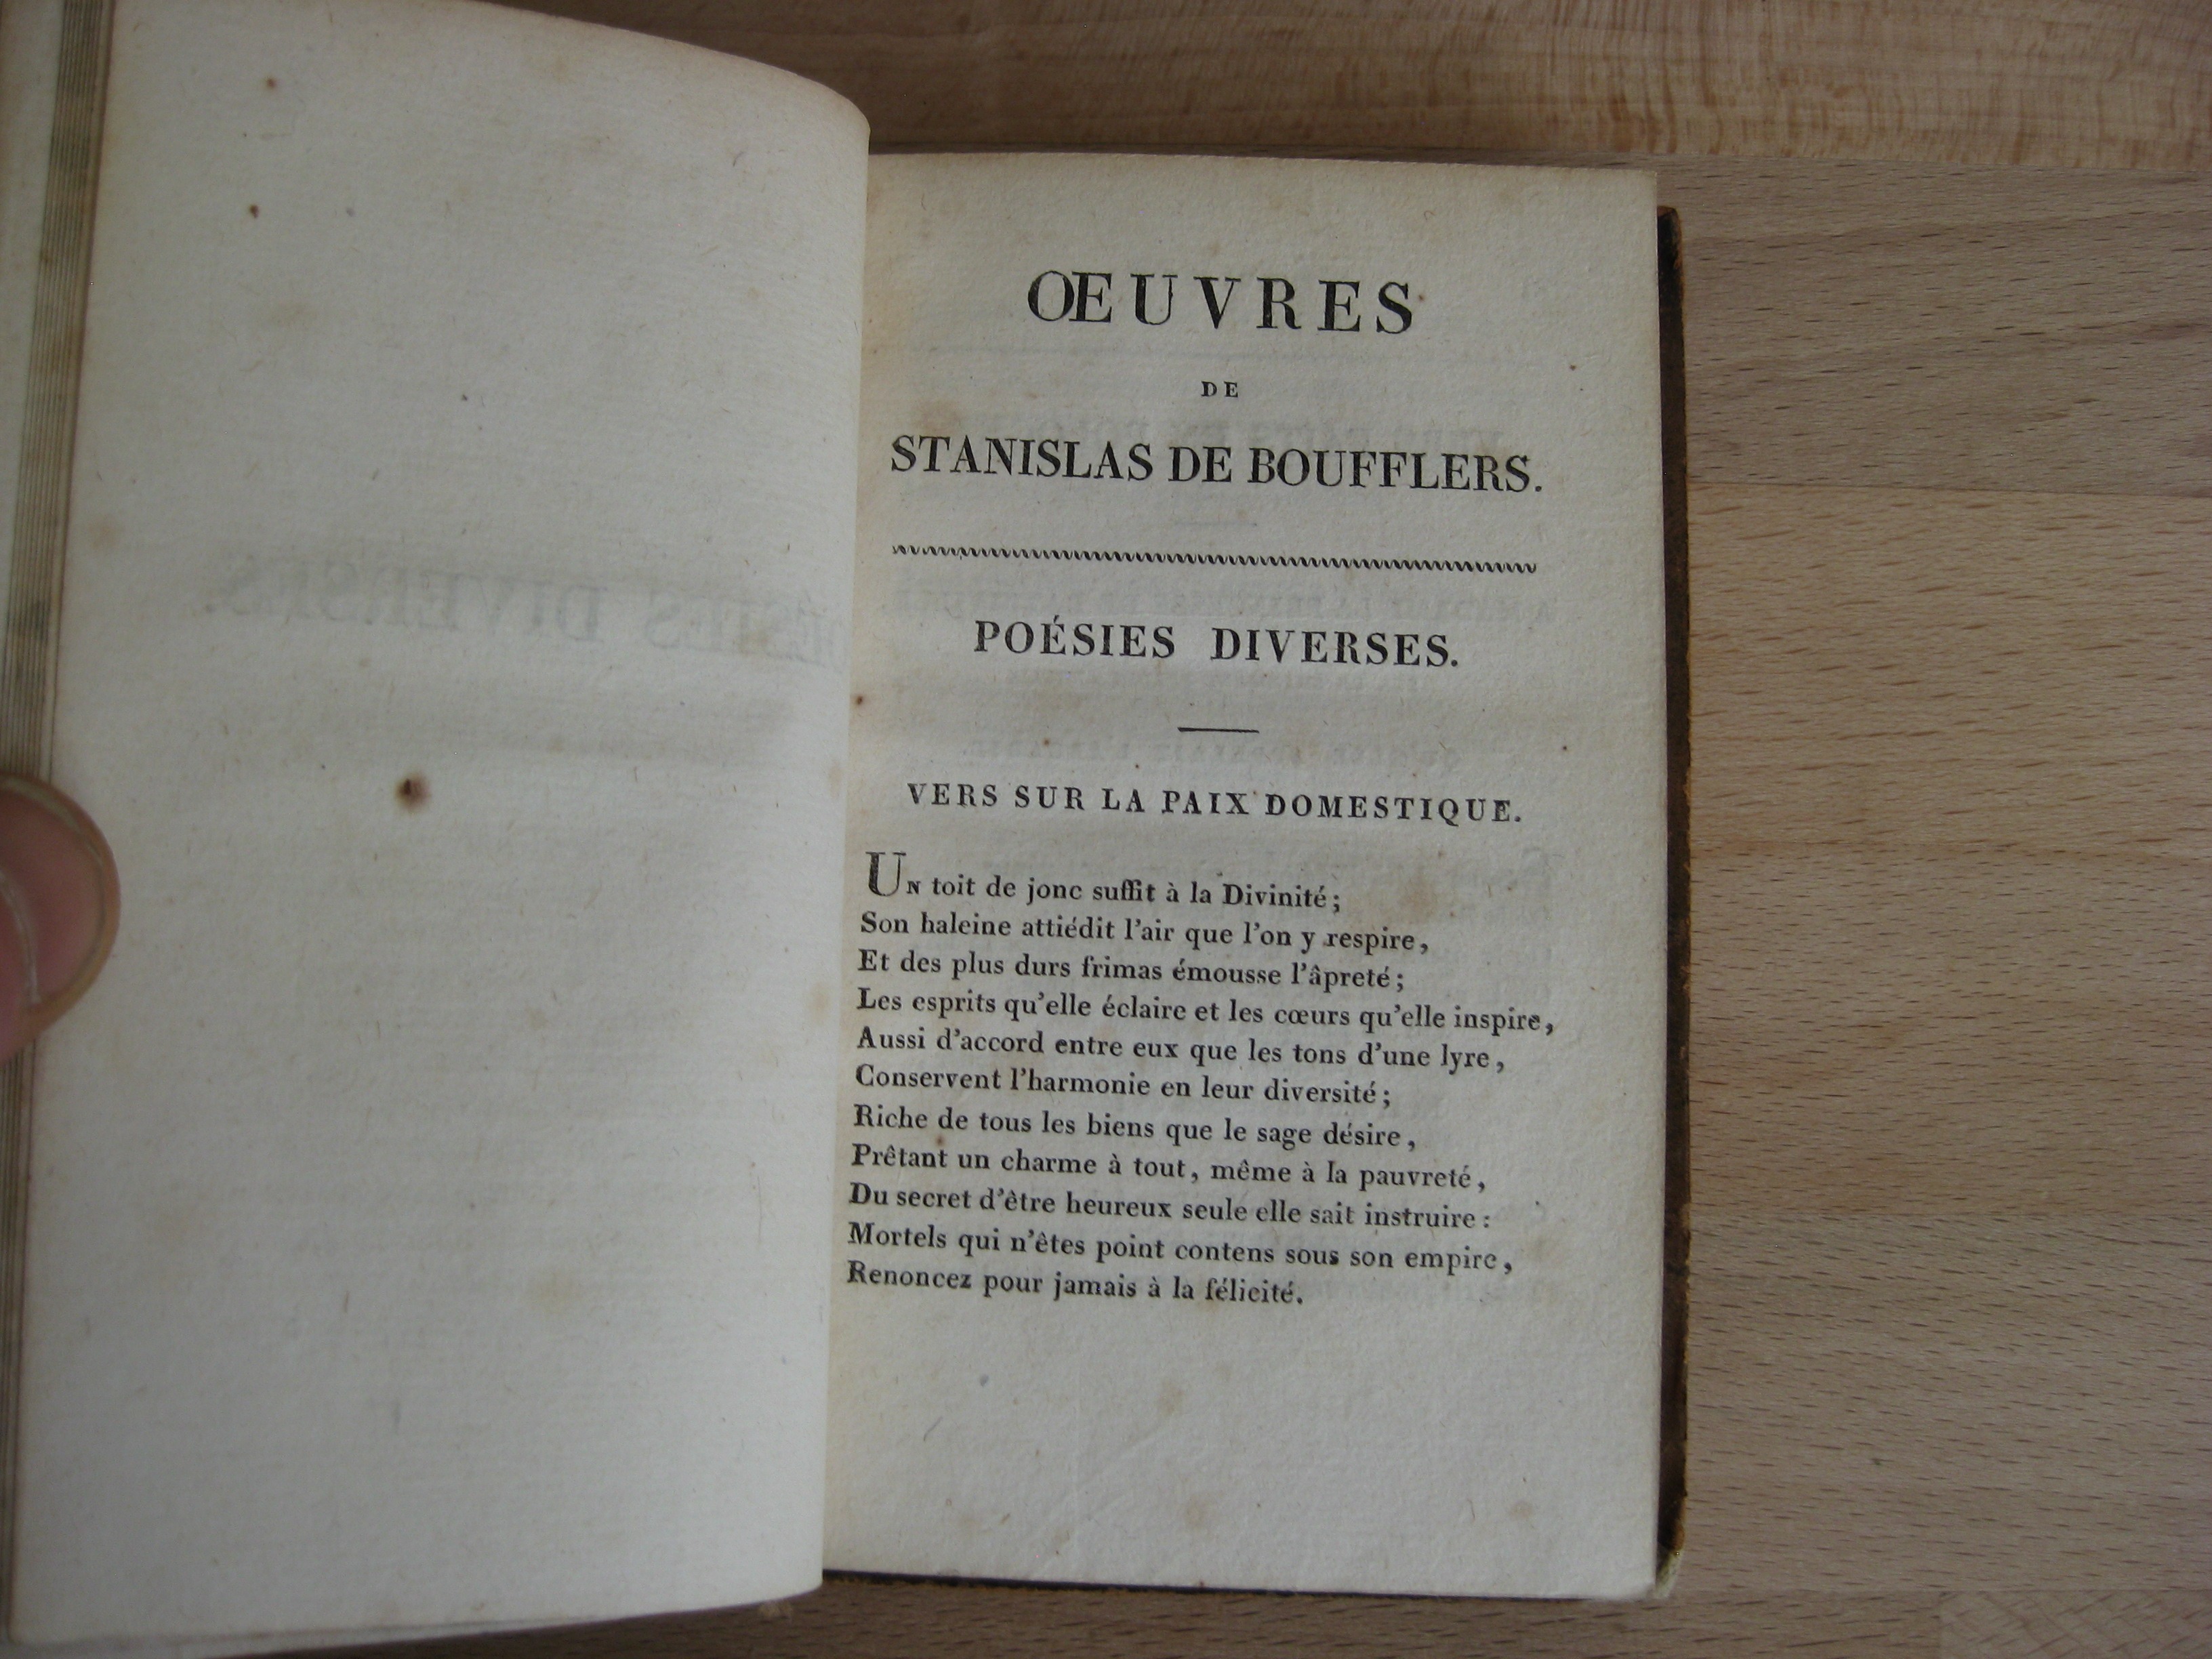 ŒUVRES
DE
STANISLAS DE BOUFFLERS.
POÉSIES DIVERSES.
VERS SUR LA PAIX DOMESTIQUE.
UN toit de jonc suffit à la Divinité;
Son haleine attiédit l'air que l'on y respire,
Et des plus durs frimas émousse l'âpreté;
Les esprits qu'elle éclaire et les cœurs qu'elle inspire,
Aussi d'accord entre eux que les tons d'une lyre,
Conservent l'harmonie en leur diversité;
Riche de tous les biens que le sage désire,
Prêtant un charme à tout, même à la pauvreté,
Du secret d'être heureux seule elle sait instruire:
Mortels qui n'êtes point contens sous son empire,
Renoncez pour jamais à la félicité.